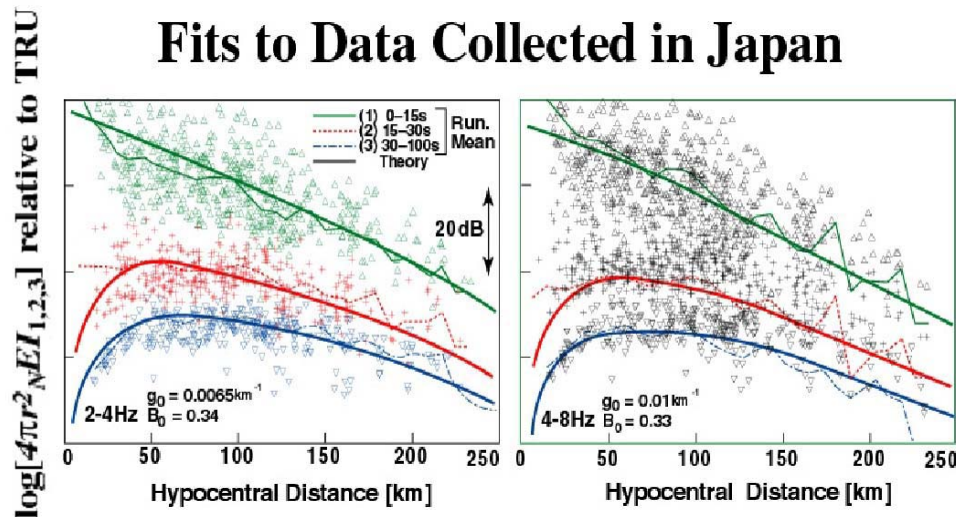 Fits to Data Collected in Japan
log[4πr²NEI1,2,3] relative to TRU
(1) 0–15s
(2) 15–30s
(3) 30–100s
Run.
Mean
Theory
20dB
g0 = 0.0065km-1
2-4Hz B0 = 0.34
0 50 100 150 200 250
Hypocentral Distance [km]
g0 = 0.01km-1
4-8Hz B0 = 0.33
0 50 100 150 200 250
Hypocentral Distance [km]